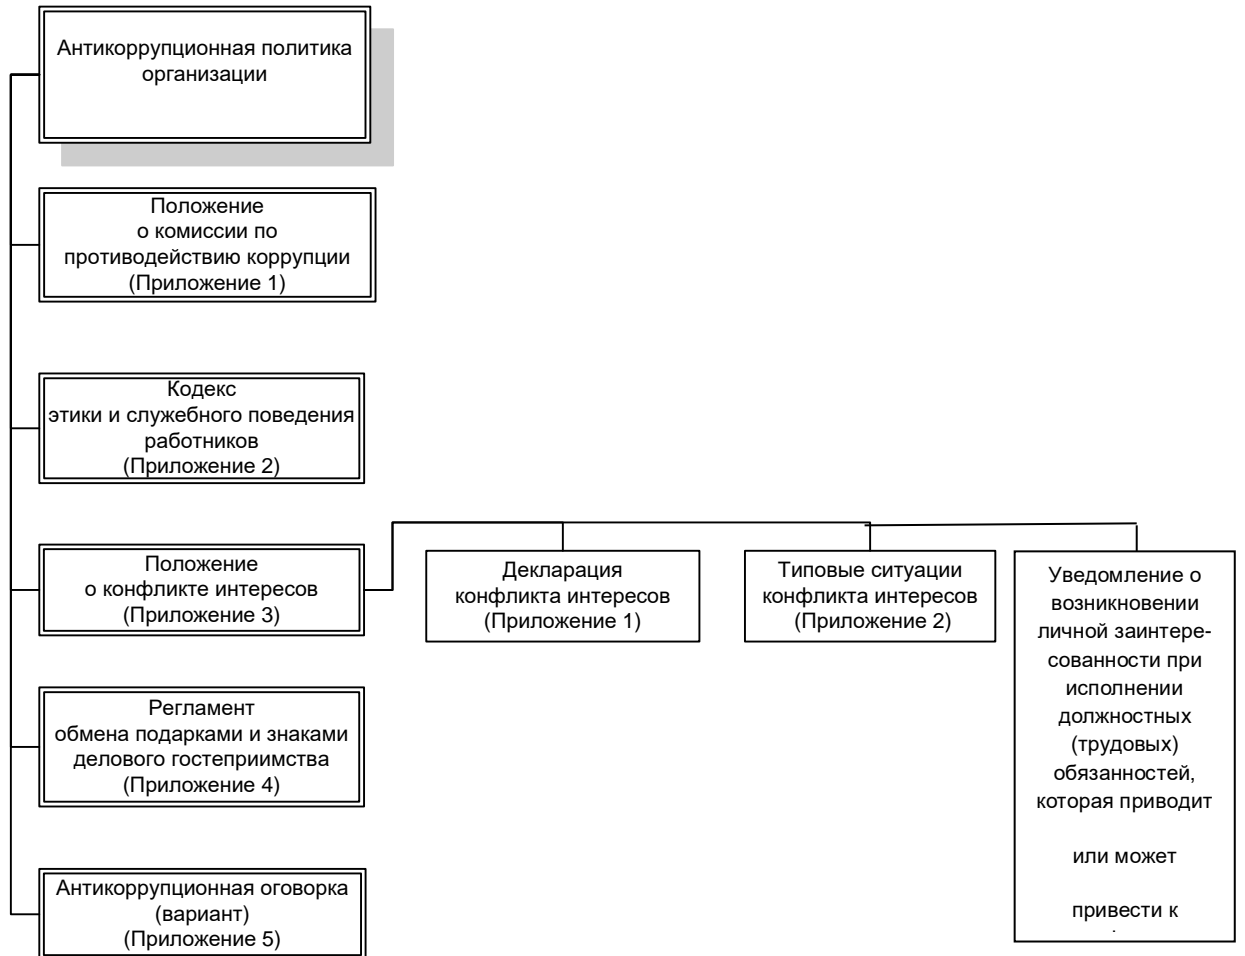 Антикоррупционная политика
организации
Положение
о комиссии по
противодействию коррупции
(Приложение 1)
Кодекс
этики и служебного поведения
работников
(Приложение 2)
Положение
о конфликте интересов
(Приложение 3)
Декларация
конфликта интересов
(Приложение 1)
Типовые ситуации
конфликта интересов
(Приложение 2)
Уведомление о
возникновении
личной заинтере-
сованности при
исполнении
должностных
(трудовых)
обязанностей,
которая приводит
или может
привести к
Регламент
обмена подарками и знаками
делового гостеприимства
(Приложение 4)
Антикоррупционная оговорка
(вариант)
(Приложение 5)